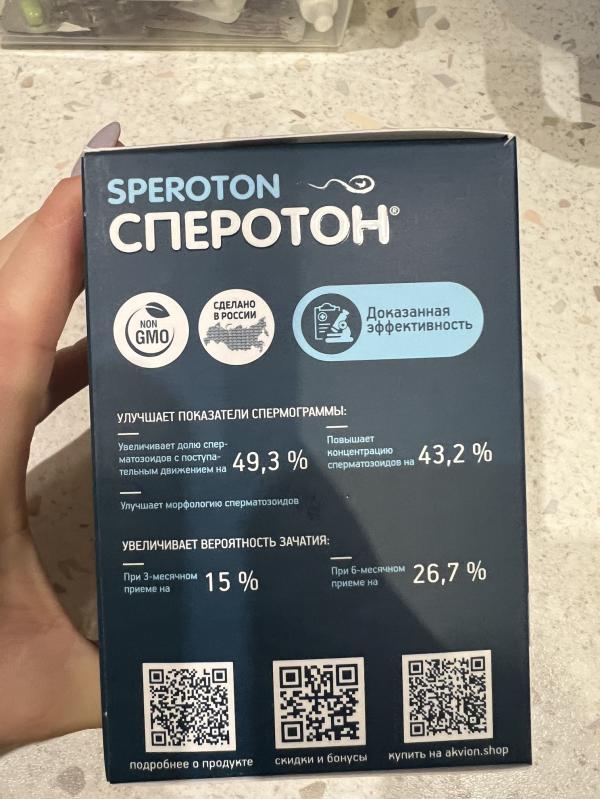 SPEROTON
СПЕРОТОН®
NON
GMO
СДЕЛАНО
В РОССИИ
Доказанная
эффективность
УЛУЧШАЕТ ПОКАЗАТЕЛИ СПЕРМОГРАММЫ:
Увеличивает долю спер-
матозоидов с поступа-
тельным движением на 49,3 %
Повышает
концентрацию
сперматозоидов на 43,2 %
Улучшает морфологию сперматозоидов
УВЕЛИЧИВАЕТ ВЕРОЯТНОСТЬ ЗАЧАТИЯ:
При 3-месячном
приеме на 15 %
При 6-месячном
приеме на 26,7 %
подробнее о продукте
скидки и бонусы
купить на akvion.shop